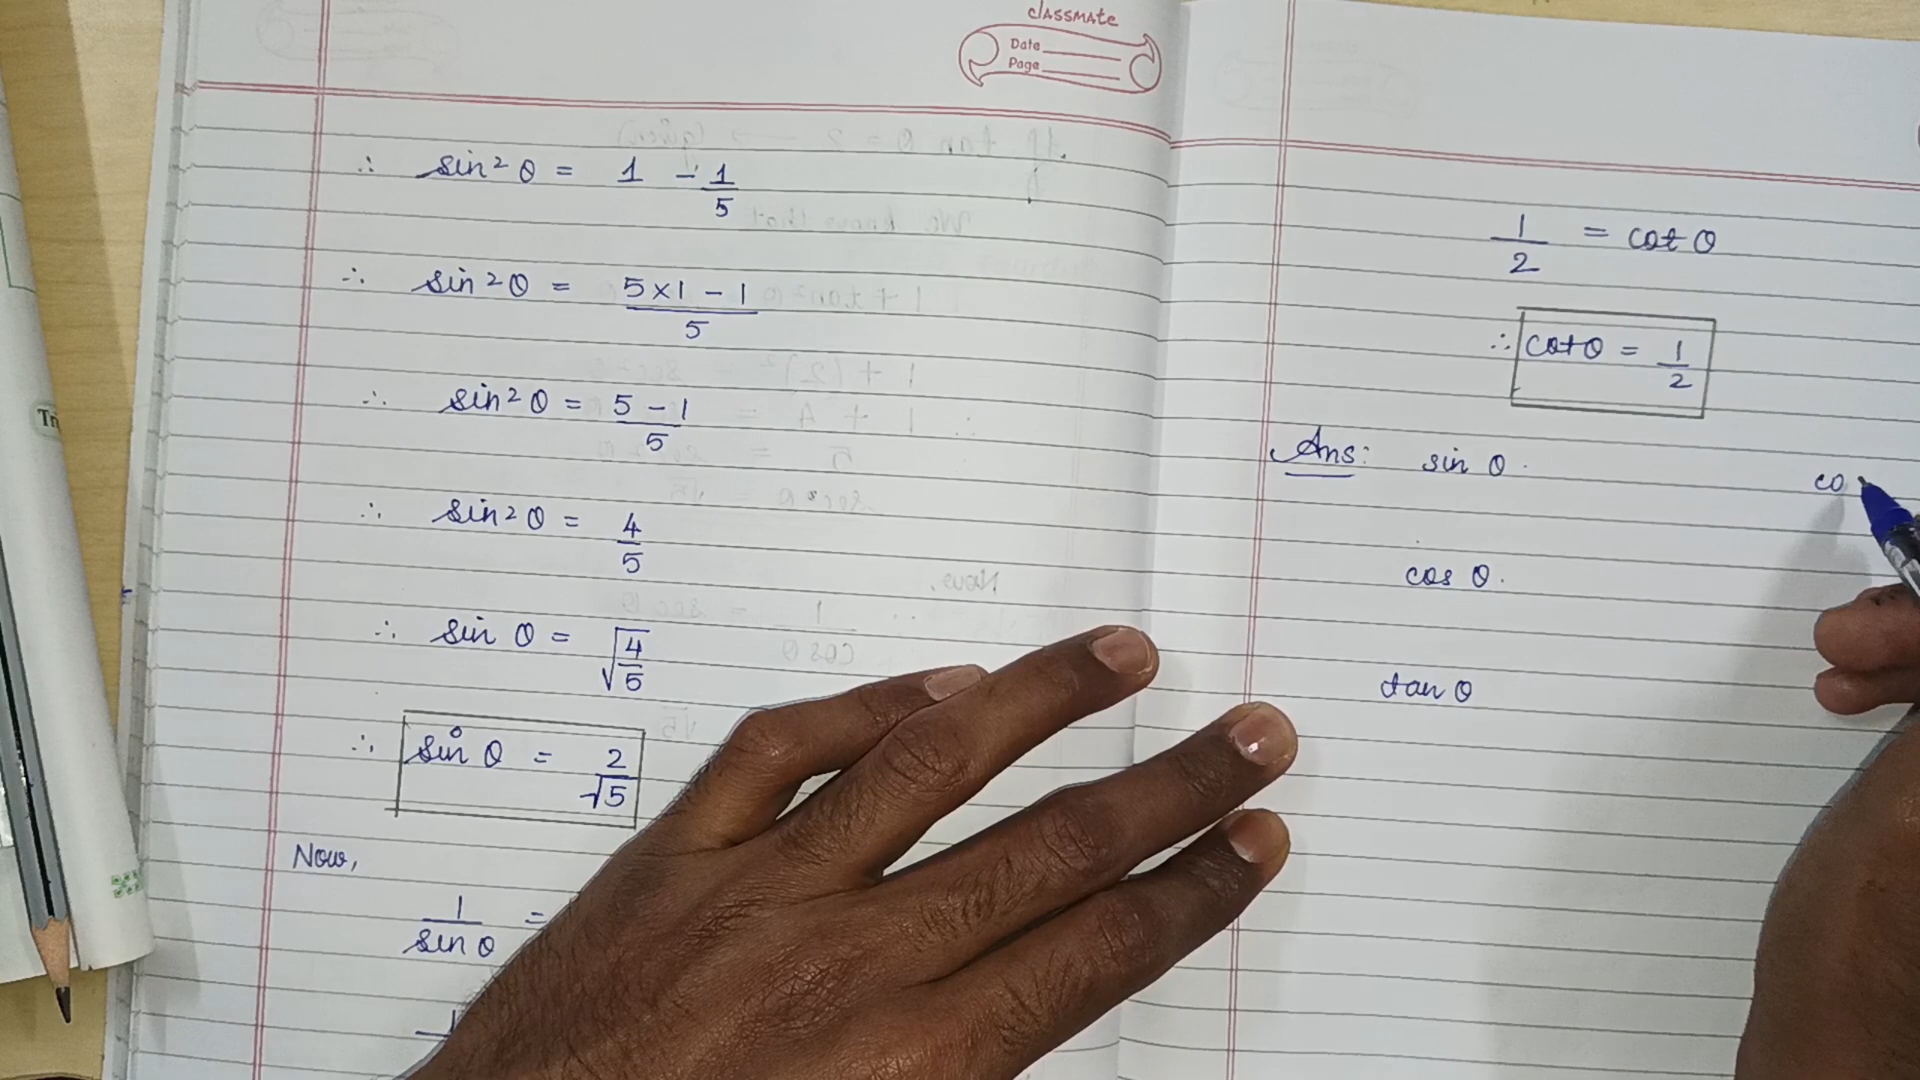 classmate
Date
Page
∴ sin²θ = 1 - 1/5
∴ sin²θ = 5×1-1/5
∴ sin²θ = 5-1/5
∴ sin²θ = 4/5
∴ sin θ = √4/5
∴ sin θ = 2/√5
Now,
1/sin θ =
1/2 = cot θ
∴ cot θ = 1/2
Ans: sin θ. co
cos θ.
tan θ